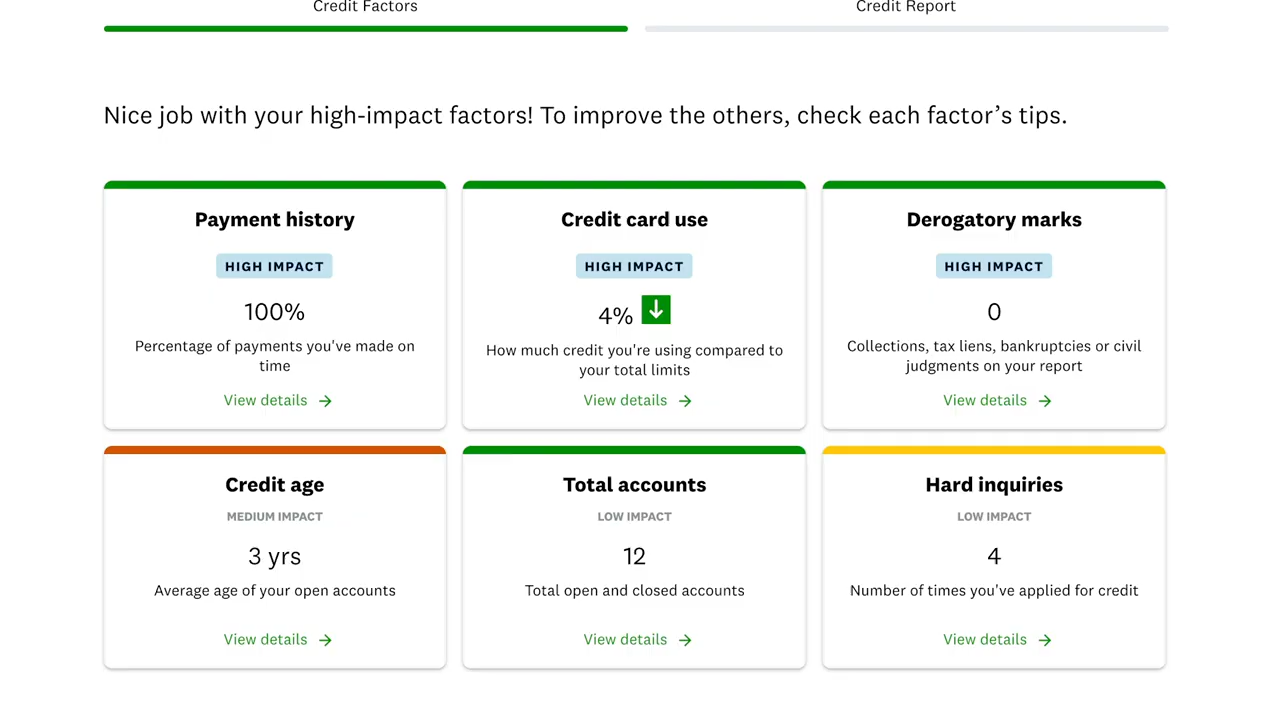 Credit Factors
Credit Report
Nice job with your high-impact factors! To improve the others, check each factor’s tips.
Payment history
HIGH IMPACT
100%
Percentage of payments you've made on
time
View details
Credit card use
HIGH IMPACT
4%
How much credit you're using compared to
your total limits
View details
Derogatory marks
HIGH IMPACT
0
Collections, tax liens, bankruptcies or civil
judgments on your report
View details
Credit age
MEDIUM IMPACT
3 yrs
Average age of your open accounts
View details
Total accounts
LOW IMPACT
12
Total open and closed accounts
View details
Hard inquiries
LOW IMPACT
4
Number of times you've applied for credit
View details